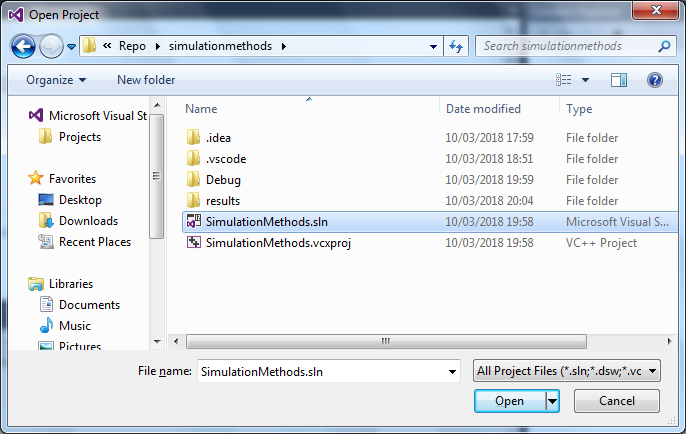 Open Project
« Repo simulationmethods
Search simulationmethods
Organize New folder
Name Date modified Type
Microsoft Visual St
Projects
Favorites
Desktop
Downloads
Recent Places
Libraries
Documents
Music
Pictures
.idea 10/03/2018 17:59 File folder
.vscode 10/03/2018 18:51 File folder
Debug 10/03/2018 19:59 File folder
results 10/03/2018 20:04 File folder
SimulationMethods.sln 10/03/2018 19:58 Microsoft Visual S...
SimulationMethods.vcxproj 10/03/2018 19:58 VC++ Project
File name: SimulationMethods.sln All Project Files (*.sln;*.dsw;*.vc
Open Cancel